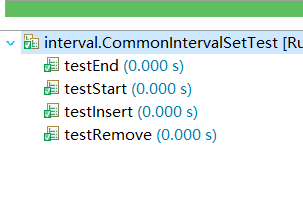 interval.CommonIntervalSetTest [Ru
testEnd (0.000 s)
testStart (0.000 s)
testInsert (0.000 s)
testRemove (0.000 s)